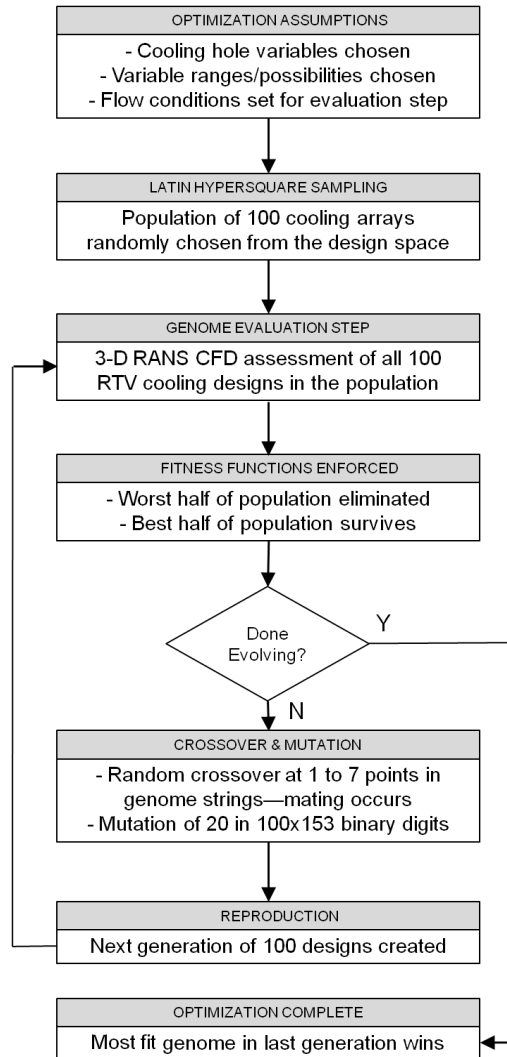 OPTIMIZATION ASSUMPTIONS
- Cooling hole variables chosen
- Variable ranges/possibilities chosen
- Flow conditions set for evaluation step
LATIN HYPERSQUARE SAMPLING
Population of 100 cooling arrays
randomly chosen from the design space
GENOME EVALUATION STEP
3-D RANS CFD assessment of all 100
RTV cooling designs in the population
FITNESS FUNCTIONS ENFORCED
- Worst half of population eliminated
- Best half of population survives
Done
Evolving?
Y
N
CROSSOVER & MUTATION
- Random crossover at 1 to 7 points in
genome strings—mating occurs
- Mutation of 20 in 100x153 binary digits
REPRODUCTION
Next generation of 100 designs created
OPTIMIZATION COMPLETE
Most fit genome in last generation wins